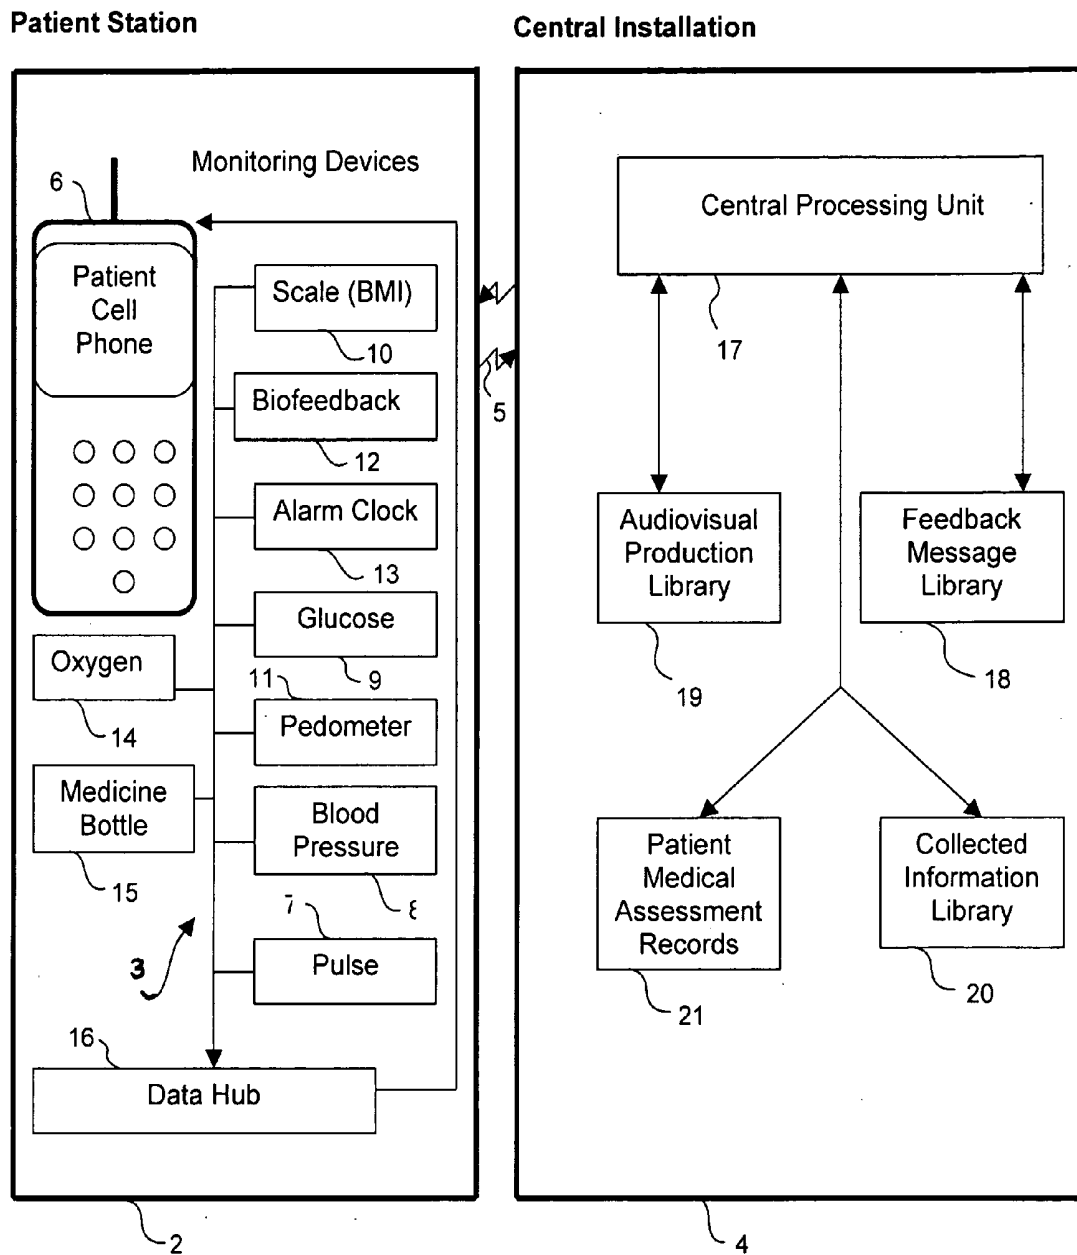 Patient Station
Central Installation
Monitoring Devices
6
Patient
Cell
Phone
Scale (BMI)
10
Biofeedback
12
Alarm Clock
13
Glucose
9
Oxygen
14
11
Pedometer
Medicine
Bottle
15
Blood
Pressure
8
7
Pulse
3
16
Data Hub
2
5
Central Processing Unit
17
Audiovisual
Production
Library
19
Feedback
Message
Library
18
Patient
Medical
Assessment
Records
21
Collected
Information
Library
20
4